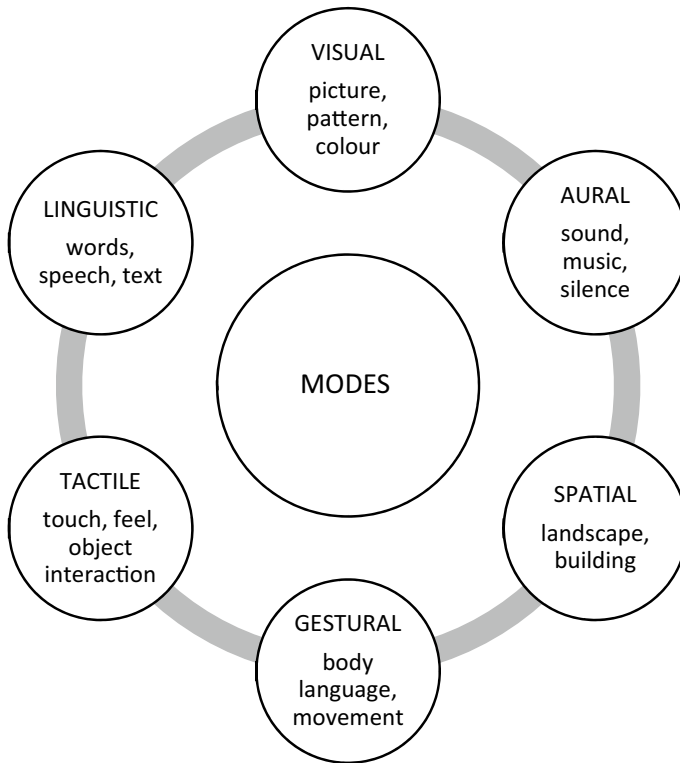 VISUAL
picture,
pattern,
colour
AURAL
sound,
music,
silence
SPATIAL
landscape,
building
GESTURAL
body
language,
movement
TACTILE
touch, feel,
object
interaction
LINGUISTIC
words,
speech, text
MODES